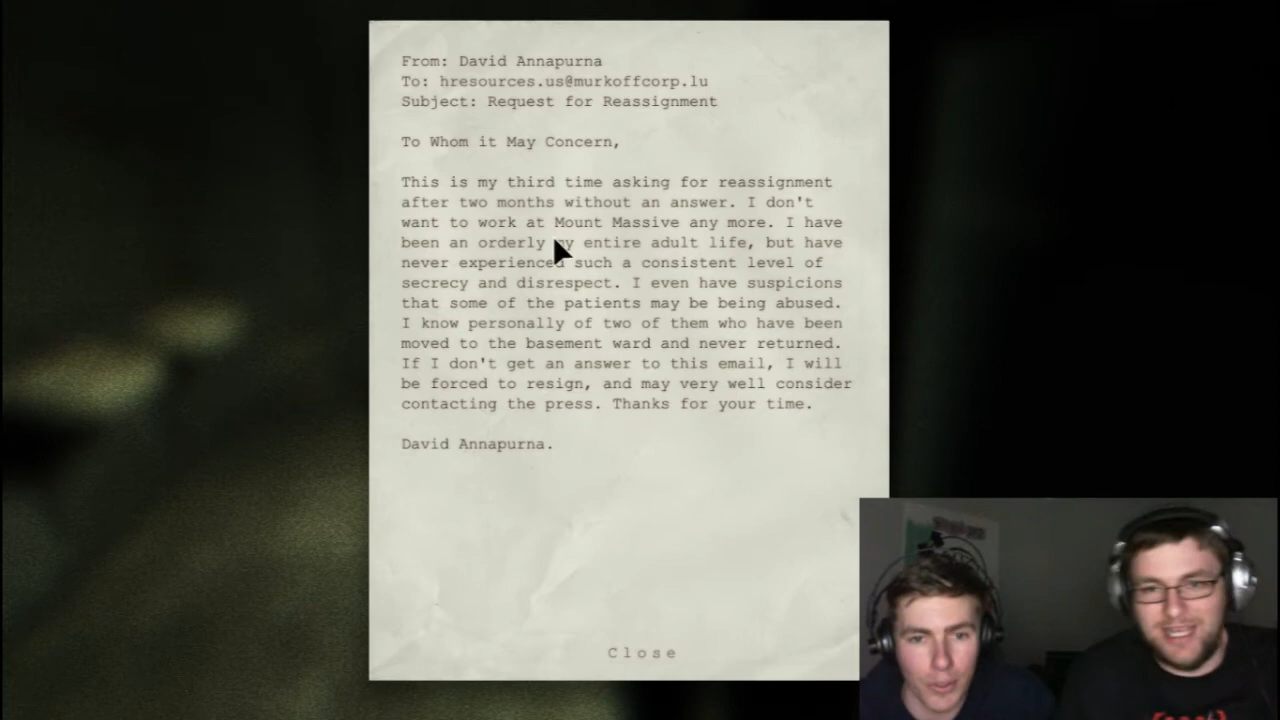 From: David Annapurna
To: hresources.us@murkoffcorp.lu
Subject: Request for Reassignment
To Whom it May Concern,
This is my third time asking for reassignment
after two months without an answer. I don't
want to work at Mount Massive any more. I have
been an orderly my entire adult life, but have
never experienced such a consistent level of
secrecy and disrespect. I even have suspicions
that some of the patients may be being abused.
I know personally of two of them who have been
moved to the basement ward and never returned.
If I don't get an answer to this email, I will
be forced to resign, and may very well consider
contacting the press. Thanks for your time.
David Annapurna.
Close